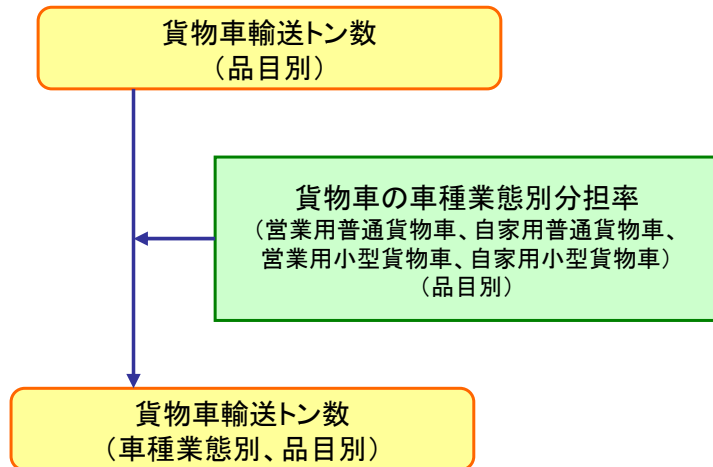 貨物車輸送トン数
（品目別）
貨物車の車種業態別分担率
（営業用普通貨物車、自家用普通貨物車、
営業用小型貨物車、自家用小型貨物車）
（品目別）
貨物車輸送トン数
（車種業態別、品目別）